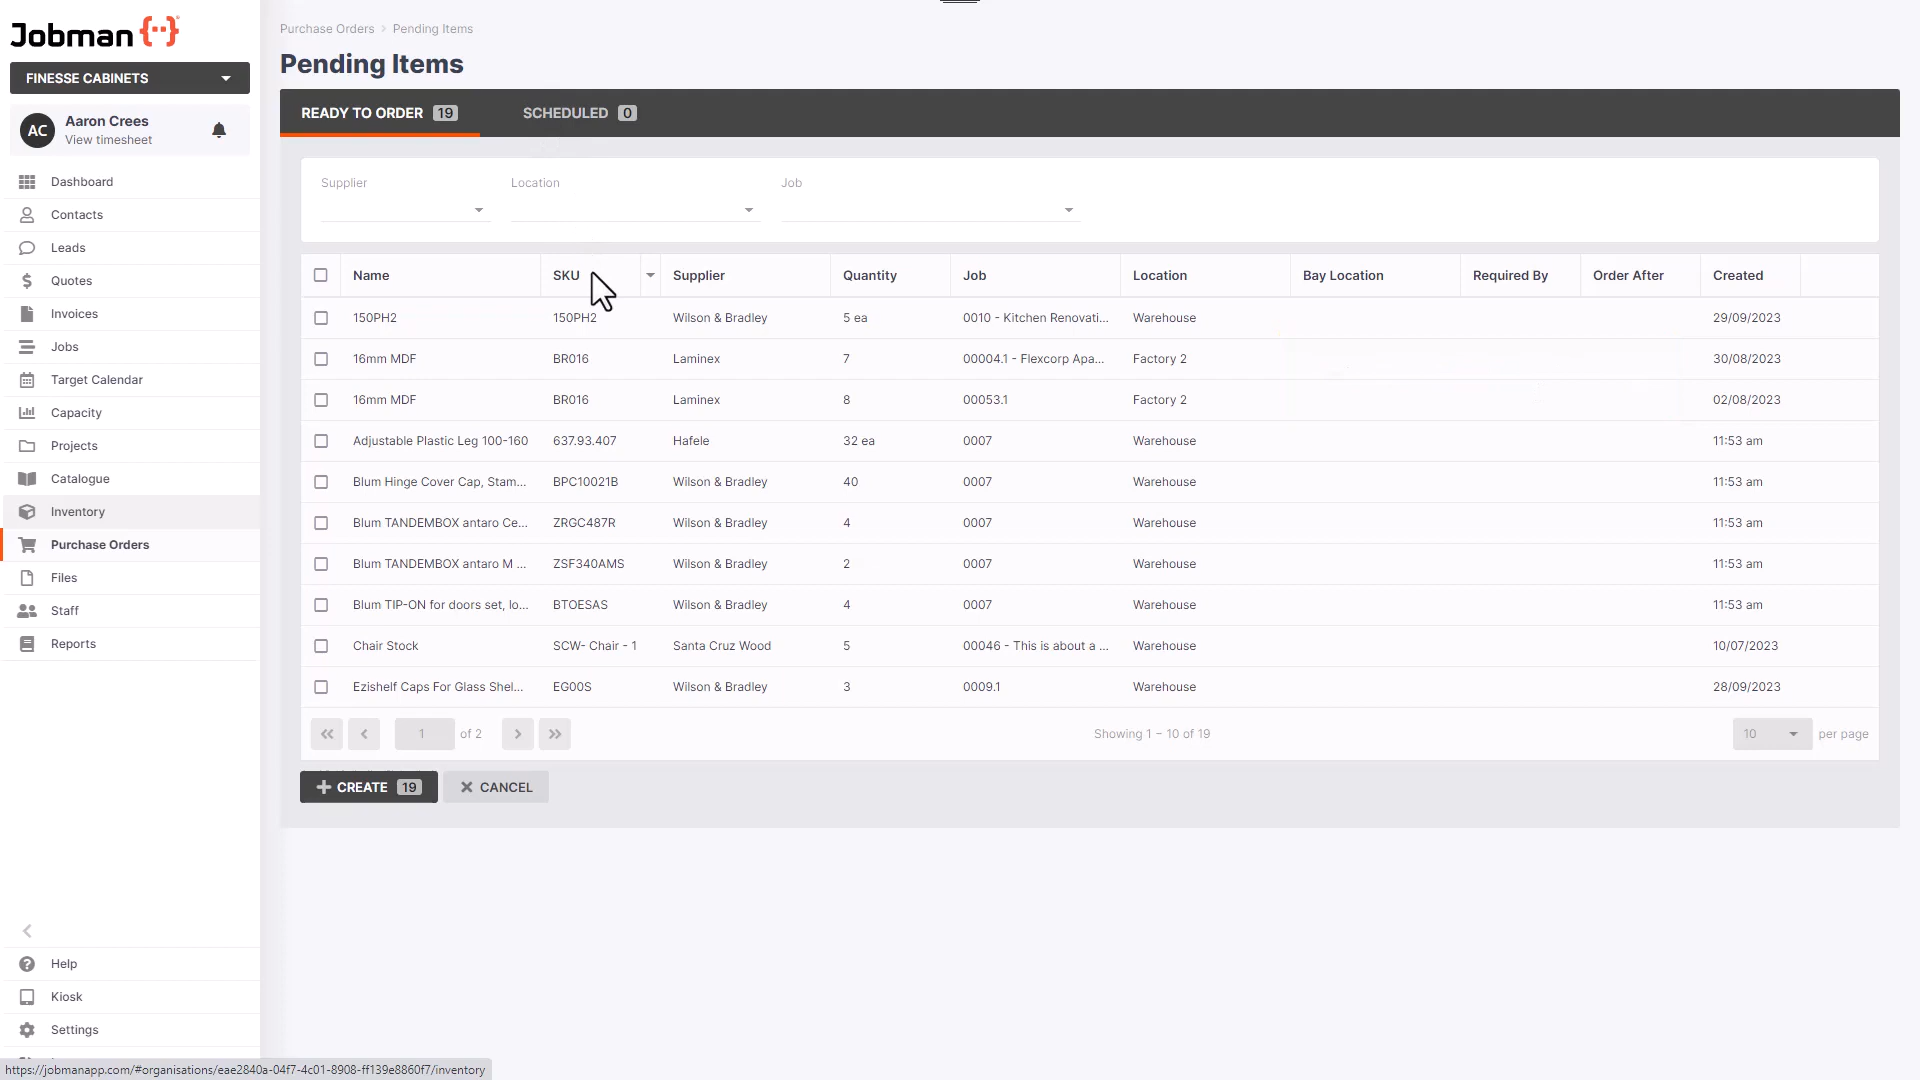 Jobman
FINESSE CABINETS
AC
Aaron Crees
View timesheet
Dashboard
Contacts
Leads
Quotes
Invoices
Jobs
Target Calendar
Capacity
Projects
Catalogue
Inventory
Purchase Orders
Files
Staff
Reports
Help
Kiosk
Settings
https://jobmanapp.com/#organisations/eae2840a-04f7-4c01-8908-ff139e8860f7/inventory
Purchase Orders › Pending Items
Pending Items
READY TO ORDER 19 SCHEDULED 0
Supplier Location Job
Name SKU Supplier Quantity Job Location Bay Location Required By Order After Created
150PH2 150PH2 Wilson & Bradley 5 ea 0010 - Kitchen Renovati... Warehouse 29/09/2023
16mm MDF BR016 Laminex 7 00004.1 - Flexcorp Apa... Factory 2 30/08/2023
16mm MDF BR016 Laminex 8 00053.1 Factory 2 02/08/2023
Adjustable Plastic Leg 100-160 637.93.407 Hafele 32 ea 0007 Warehouse 11:53 am
Blum Hinge Cover Cap, Stam... BPC10021B Wilson & Bradley 40 0007 Warehouse 11:53 am
Blum TANDEMBOX antaro Ce... ZRGC487R Wilson & Bradley 4 0007 Warehouse 11:53 am
Blum TANDEMBOX antaro M ... ZSF340AMS Wilson & Bradley 2 0007 Warehouse 11:53 am
Blum TIP-ON for doors set, lo... BTOESAS Wilson & Bradley 4 0007 Warehouse 11:53 am
Chair Stock SCW- Chair - 1 Santa Cruz Wood 5 00046 - This is about a ... Warehouse 10/07/2023
Ezishelf Caps For Glass Shel... EG00S Wilson & Bradley 3 0009.1 Warehouse 28/09/2023
1 of 2 Showing 1 – 10 of 19 10 per page
CREATE 19 CANCEL